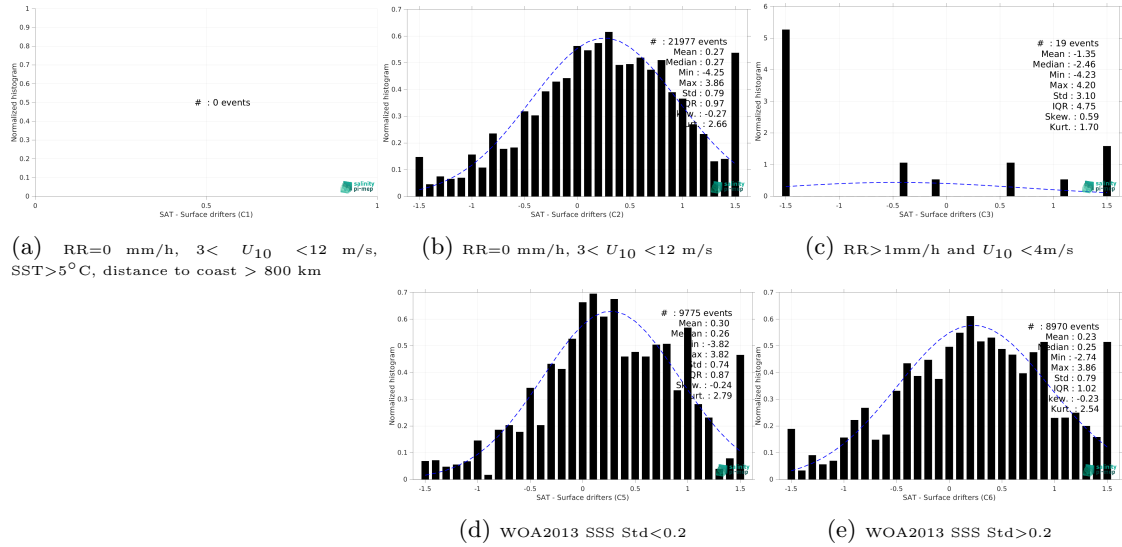 1
0.9
0.8
0.7
0.6
0.5
0.4
0.3
0.2
0.1
0
Normalized histogram
# : 0 events
0 0.5 1
SAT - Surface drifters (C1)
salinity
pi-mep
(a) RR=0 mm/h, 3< U10 <12 m/s,
SST>5°C, distance to coast > 800 km
0.7
0.6
0.5
0.4
0.3
0.2
0.1
0
Normalized histogram
# : 21977 events
Mean : 0.27
Median : 0.27
Min : -4.25
Max : 3.86
Std : 0.79
IQR : 0.97
Skew. : -0.27
Kurt. : 2.66
-1.5 -1 -0.5 0 0.5 1 1.5
SAT - Surface drifters (C2)
salinity
pi-mep
(b) RR=0 mm/h, 3< U10 <12 m/s
6
5
4
3
2
1
0
Normalized histogram
# : 19 events
Mean : -1.35
Median : -2.46
Min : -4.23
Max : 4.20
Std : 3.10
IQR : 4.75
Skew. : 0.59
Kurt. : 1.70
-1.5 -1 -0.5 0 0.5 1 1.5
SAT - Surface drifters (C3)
salinity
pi-mep
(c) RR>1mm/h and U10 <4m/s
0.7
0.6
0.5
0.4
0.3
0.2
0.1
0
Normalized histogram
# : 9775 events
Mean : 0.30
Median : 0.26
Min : -3.82
Max : 3.82
Std : 0.74
IQR : 0.87
Skew. : -0.24
Kurt. : 2.79
-1.5 -1 -0.5 0 0.5 1 1.5
SAT - Surface drifters (C5)
salinity
pi-mep
(d) WOA2013 SSS Std<0.2
0.7
0.6
0.5
0.4
0.3
0.2
0.1
0
Normalized histogram
# : 8970 events
Mean : 0.23
Median : 0.25
Min : -2.74
Max : 3.86
Std : 0.79
IQR : 1.02
Skew. : -0.23
Kurt. : 2.54
-1.5 -1 -0.5 0 0.5 1 1.5
SAT - Surface drifters (C6)
salinity
pi-mep
(e) WOA2013 SSS Std>0.2